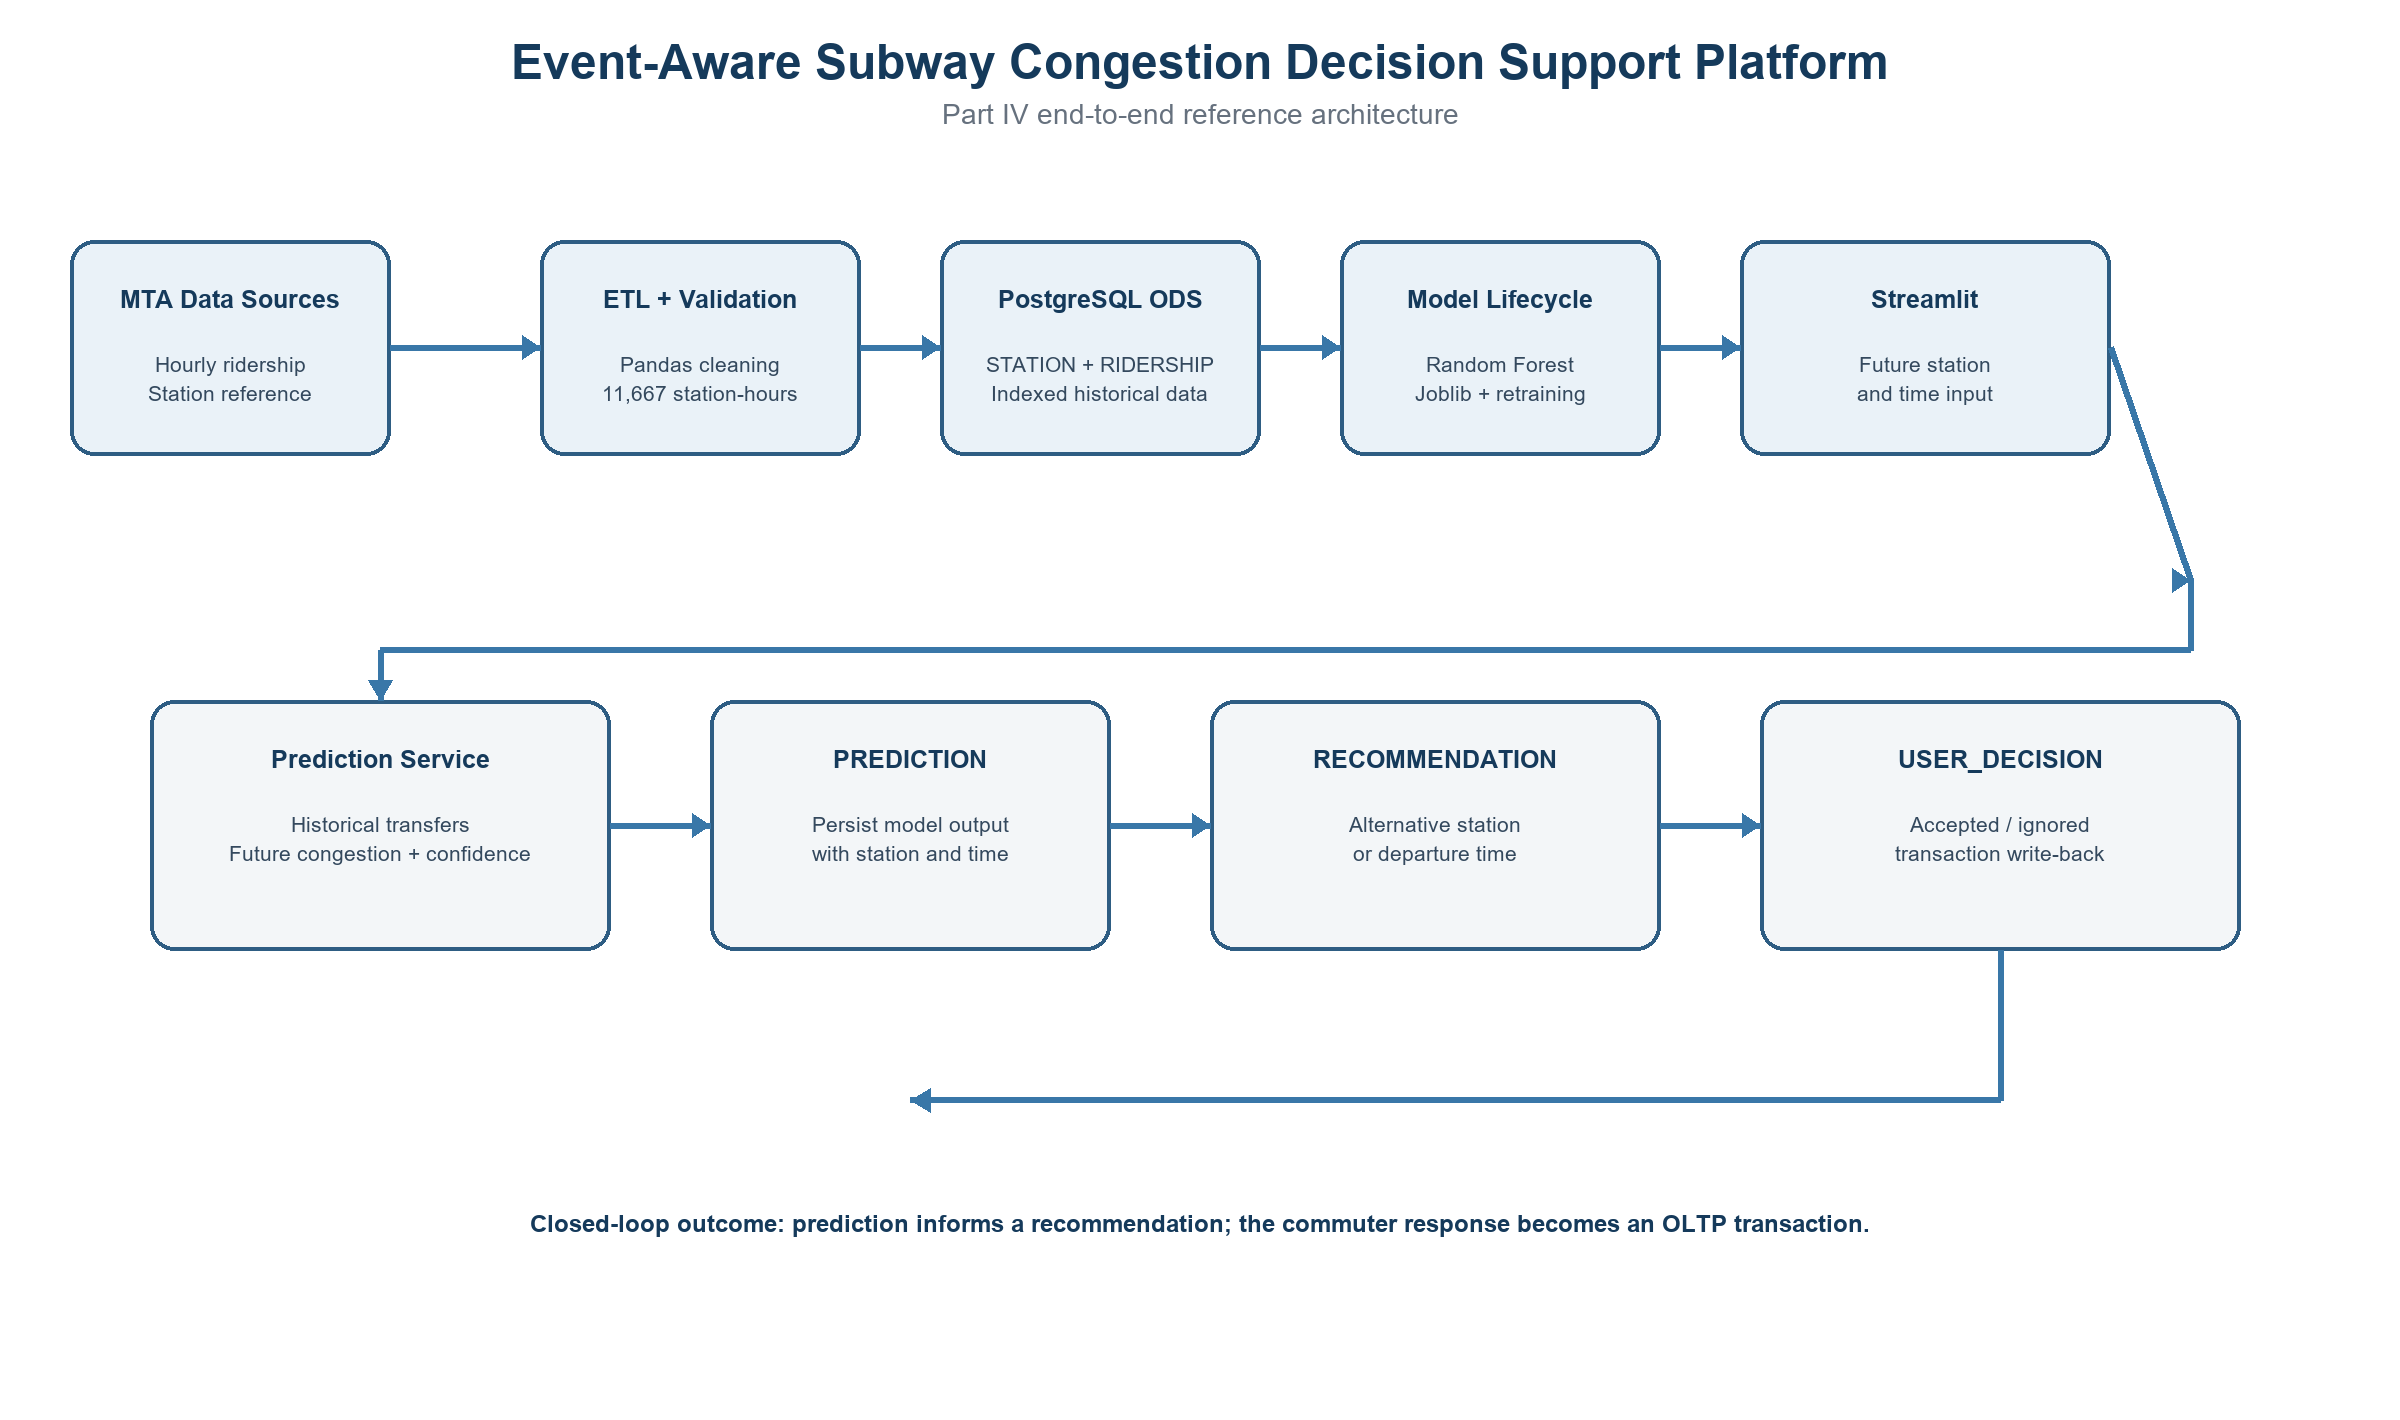 Event-Aware Subway Congestion Decision Support Platform
Part IV end-to-end reference architecture
MTA Data Sources
Hourly ridership
Station reference
ETL + Validation
Pandas cleaning
11,667 station-hours
PostgreSQL ODS
STATION + RIDERSHIP
Indexed historical data
Model Lifecycle
Random Forest
Joblib + retraining
Streamlit
Future station
and time input
Prediction Service
Historical transfers
Future congestion + confidence
PREDICTION
Persist model output
with station and time
RECOMMENDATION
Alternative station
or departure time
USER_DECISION
Accepted / ignored
transaction write-back
Closed-loop outcome: prediction informs a recommendation; the commuter response becomes an OLTP transaction.